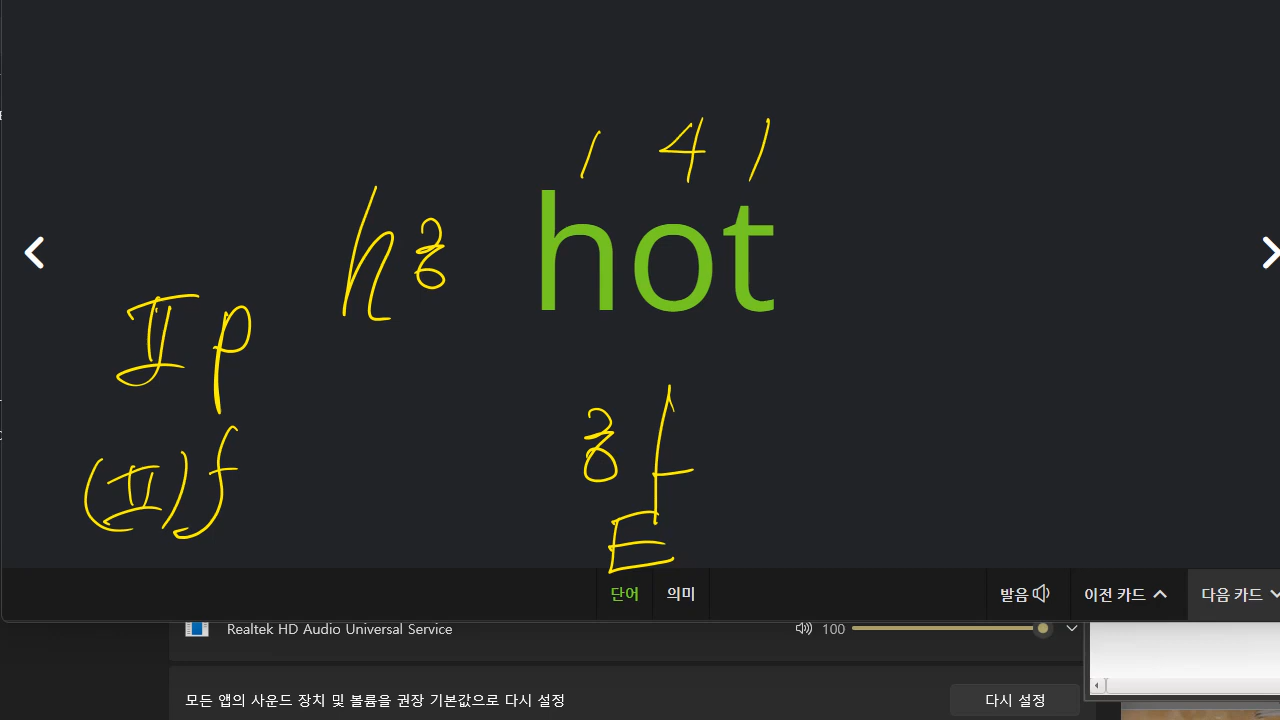 1 4 1
hot
h ㅎ
II p
(II) f
ㅎ ㅏ
E
단어 의미 발음 이전 카드 다음 카드
Realtek HD Audio Universal Service 100
모든 앱의 사운드 장치 및 볼륨을 권장 기본값으로 다시 설정 다시 설정